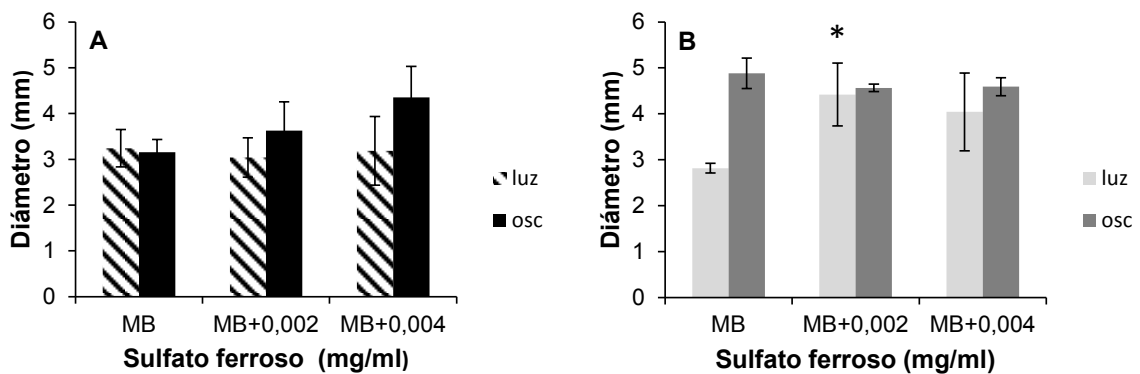 A
Diámetro (mm)
6
5
4
3
2
1
0
MB MB+0,002 MB+0,004
Sulfato ferroso (mg/ml)
luz
osc
B
*
Diámetro (mm)
6
5
4
3
2
1
0
MB MB+0,002 MB+0,004
Sulfato ferroso (mg/ml)
luz
osc